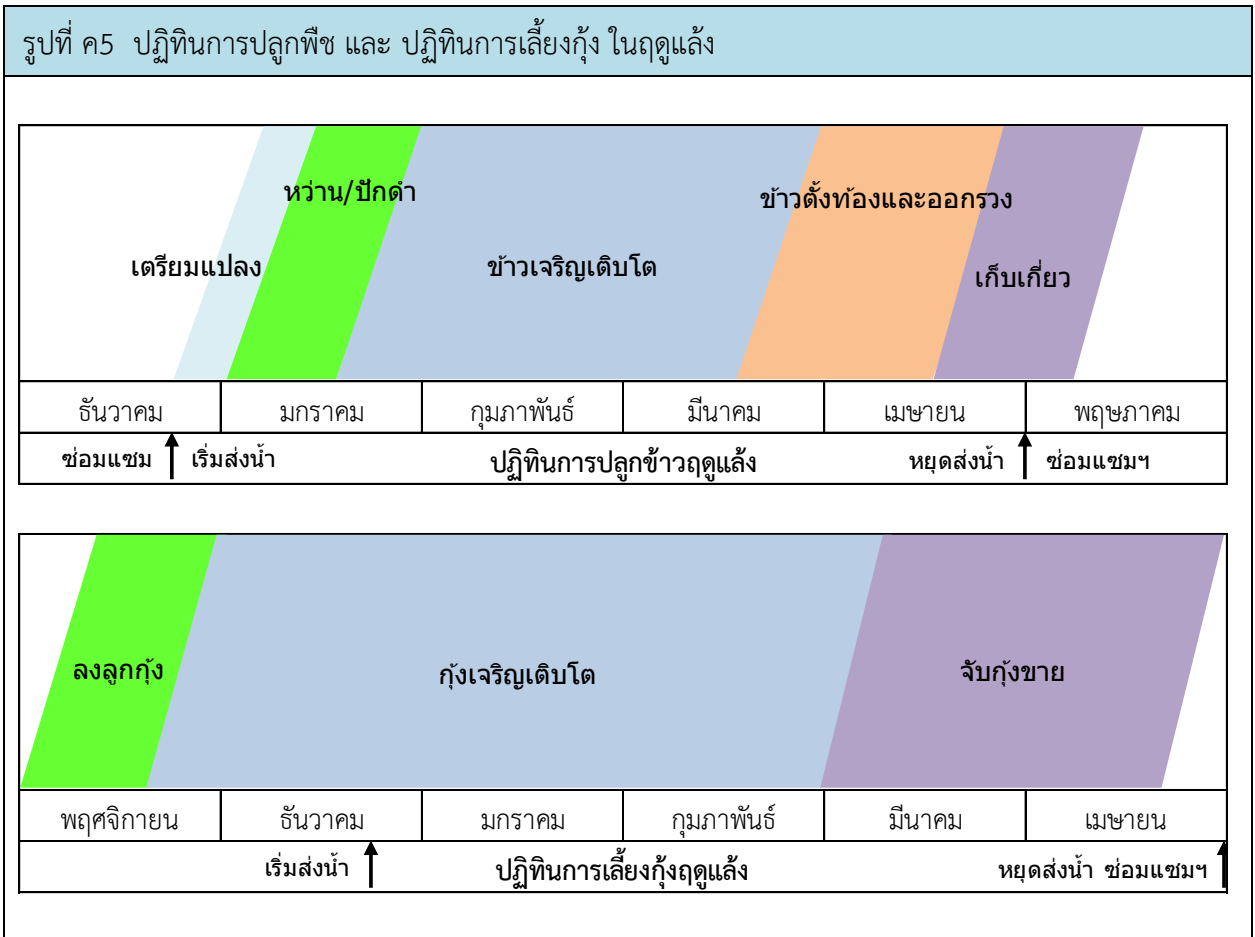 รูปที่ ค5 ปฏิทินการปลูกพืช และ ปฏิทินการเลี้ยงกุ้ง ในฤดูแล้ง
หว่าน/ปักดำ
ข้าวตั้งท้องและออกรวง
เตรียมแปลง
ข้าวเจริญเติบโต
เก็บเกี่ยว
ธันวาคม มกราคม กุมภาพันธ์ มีนาคม เมษายน พฤษภาคม
ซ่อมแซม เริ่มส่งน้ำ ปฏิทินการปลูกข้าวฤดูแล้ง หยุดส่งน้ำ ซ่อมแซมฯ
ลงลูกกุ้ง กุ้งเจริญเติบโต จับกุ้งขาย
พฤศจิกายน ธันวาคม มกราคม กุมภาพันธ์ มีนาคม เมษายน
เริ่มส่งน้ำ ปฏิทินการเลี้ยงกุ้งฤดูแล้ง หยุดส่งน้ำ ซ่อมแซมฯ